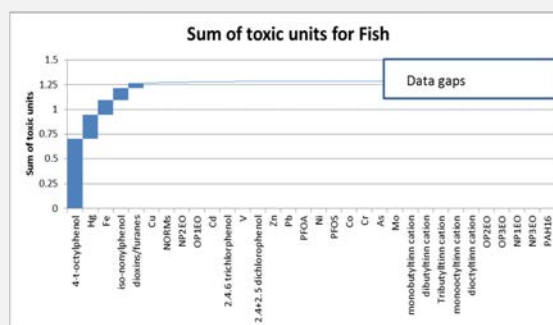 Sum of toxic units for Fish
Sum of toxic units
1.5
1.25
1
0.75
0.5
0.25
0
Data gaps
4-t-octylphenol
Hg
Fe
iso-nonylphenol
dioxins/furanes
Cu
NORMs
NP2EO
OP1EO
Cd
2.4.6 trichlorphenol
V
2.4+2.5 dichlorophenol
Zn
Pb
PFOA
Ni
PFOS
Co
Cr
As
Mo
monobutyltinn cation
dibutyltinn cation
Tributyltinn cation
monooctyltinn cation
dioctyltinn cation
OP2EO
OP3EO
NP1EO
NP3EO
PAH16